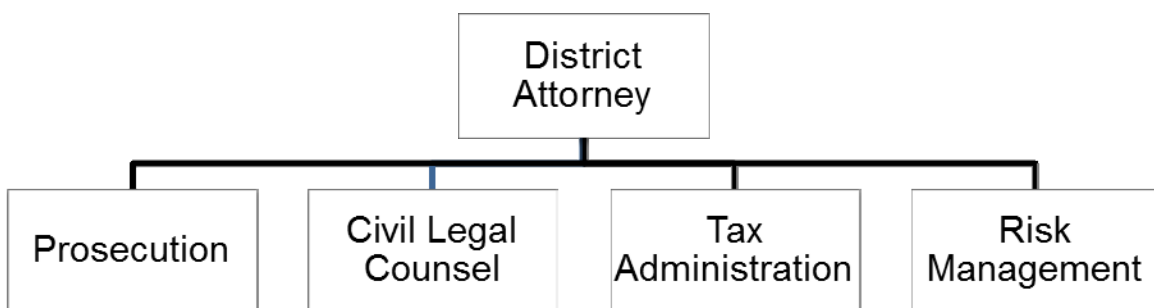 District
Attorney
Prosecution
Civil Legal
Counsel
Tax
Administration
Risk
Management